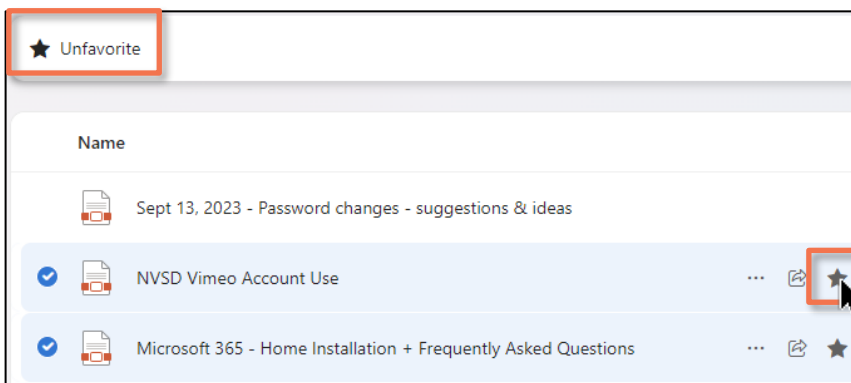 Unfavorite
Name
Sept 13, 2023 - Password changes - suggestions & ideas
NVSD Vimeo Account Use
Microsoft 365 - Home Installation + Frequently Asked Questions